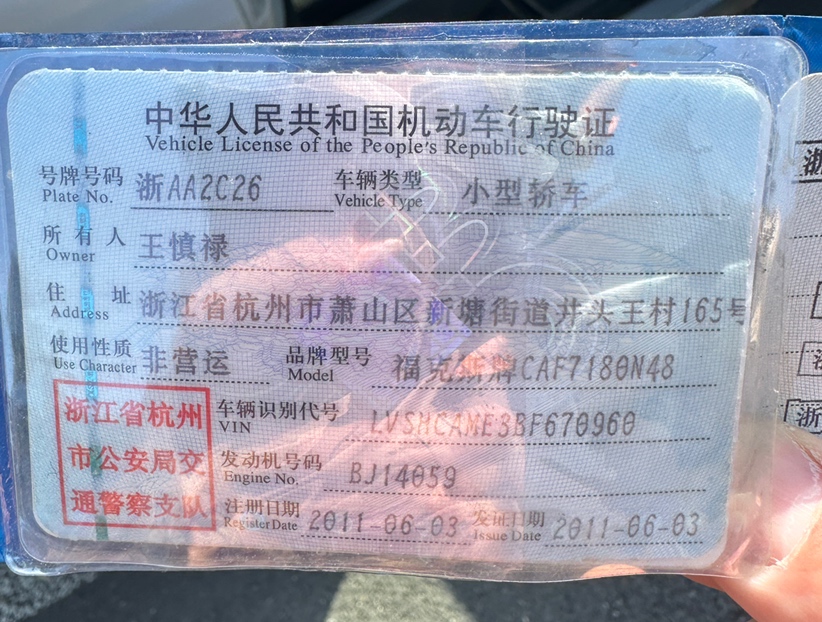 中华人民共和国机动车行驶证
Vehicle License of the People's Republic of China
号牌号码 浙AA2C26 车辆类型 小型轿车
Plate No. Vehicle Type
所有人 王慎禄
Owner
住址 浙江省杭州市萧山区新塘街道井头王村165号
Address
使用性质 非营运 品牌型号 福克斯牌CAF7180N48
Use Character Model
浙江省杭州
市公安局交
通警察支队
车辆识别代号 LVSHCAME3BF670960
VIN
发动机号码 BJ14059
Engine No.
注册日期 2011-06-03 发证日期 2011-06-03
Register Date Issue Date
浙
浙